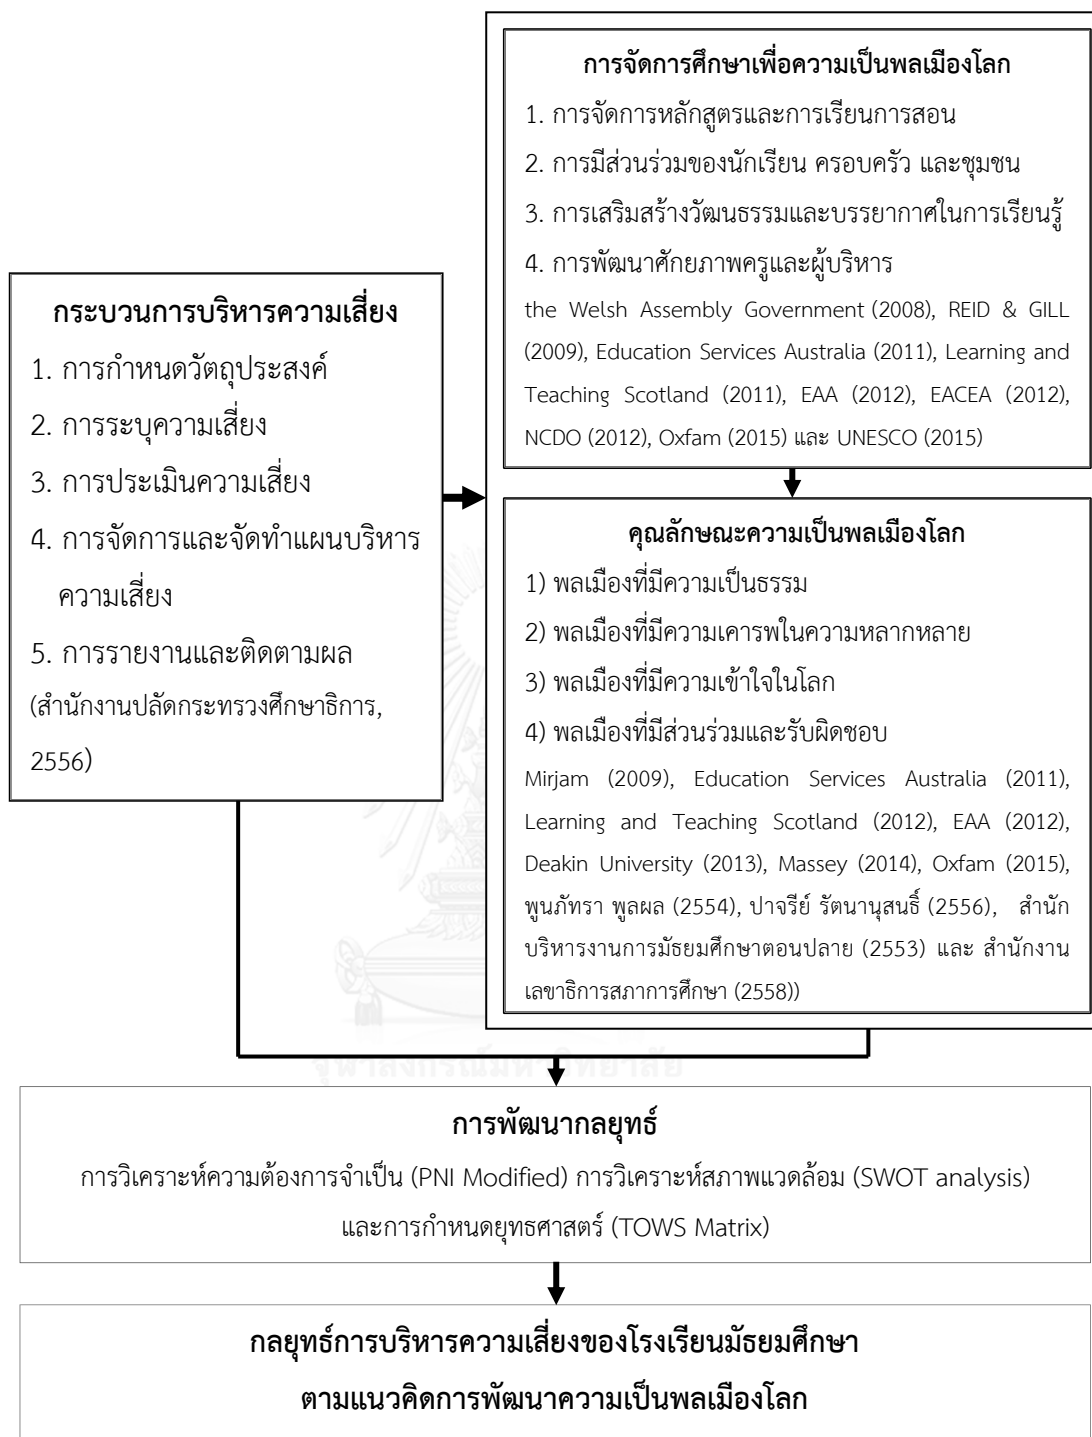 กระบวนการบริหารความเสี่ยง
1. การกำหนดวัตถุประสงค์
2. การระบุความเสี่ยง
3. การประเมินความเสี่ยง
4. การจัดการและจัดทำแผนบริหาร
ความเสี่ยง
5. การรายงานและติดตามผล
(สำนักงานปลัดกระทรวงศึกษาธิการ,
2556)
การจัดการศึกษาเพื่อความเป็นพลเมืองโลก
1. การจัดการหลักสูตรและการเรียนการสอน
2. การมีส่วนร่วมของนักเรียน ครอบครัว และชุมชน
3. การเสริมสร้างวัฒนธรรมและบรรยากาศในการเรียนรู้
4. การพัฒนาศักยภาพครูและผู้บริหาร
the Welsh Assembly Government (2008), REID & GILL
(2009), Education Services Australia (2011), Learning and
Teaching Scotland (2011), EAA (2012), EACEA (2012),
NCDO (2012), Oxfam (2015) และ UNESCO (2015)
คุณลักษณะความเป็นพลเมืองโลก
1) พลเมืองที่มีความเป็นธรรม
2) พลเมืองที่มีความเคารพในความหลากหลาย
3) พลเมืองที่มีความเข้าใจในโลก
4) พลเมืองที่มีส่วนร่วมและรับผิดชอบ
Mirjam (2009), Education Services Australia (2011),
Learning and Teaching Scotland (2012), EAA (2012),
Deakin University (2013), Massey (2014), Oxfam (2015),
พูนภัทรา พูลผล (2554), ปาจรีย์ รัตนานุสนธิ์ (2556), สำนัก
บริหารงานการมัธยมศึกษาตอนปลาย (2553) และ สำนักงาน
เลขาธิการสภาการศึกษา (2558))
จุฬาลงกรณ์มหาวิทยาลัย
การพัฒนากลยุทธ์
การวิเคราะห์ความต้องการจำเป็น (PNI Modified) การวิเคราะห์สภาพแวดล้อม (SWOT analysis)
และการกำหนดยุทธศาสตร์ (TOWS Matrix)
กลยุทธ์การบริหารความเสี่ยงของโรงเรียนมัธยมศึกษา
ตามแนวคิดการพัฒนาความเป็นพลเมืองโลก